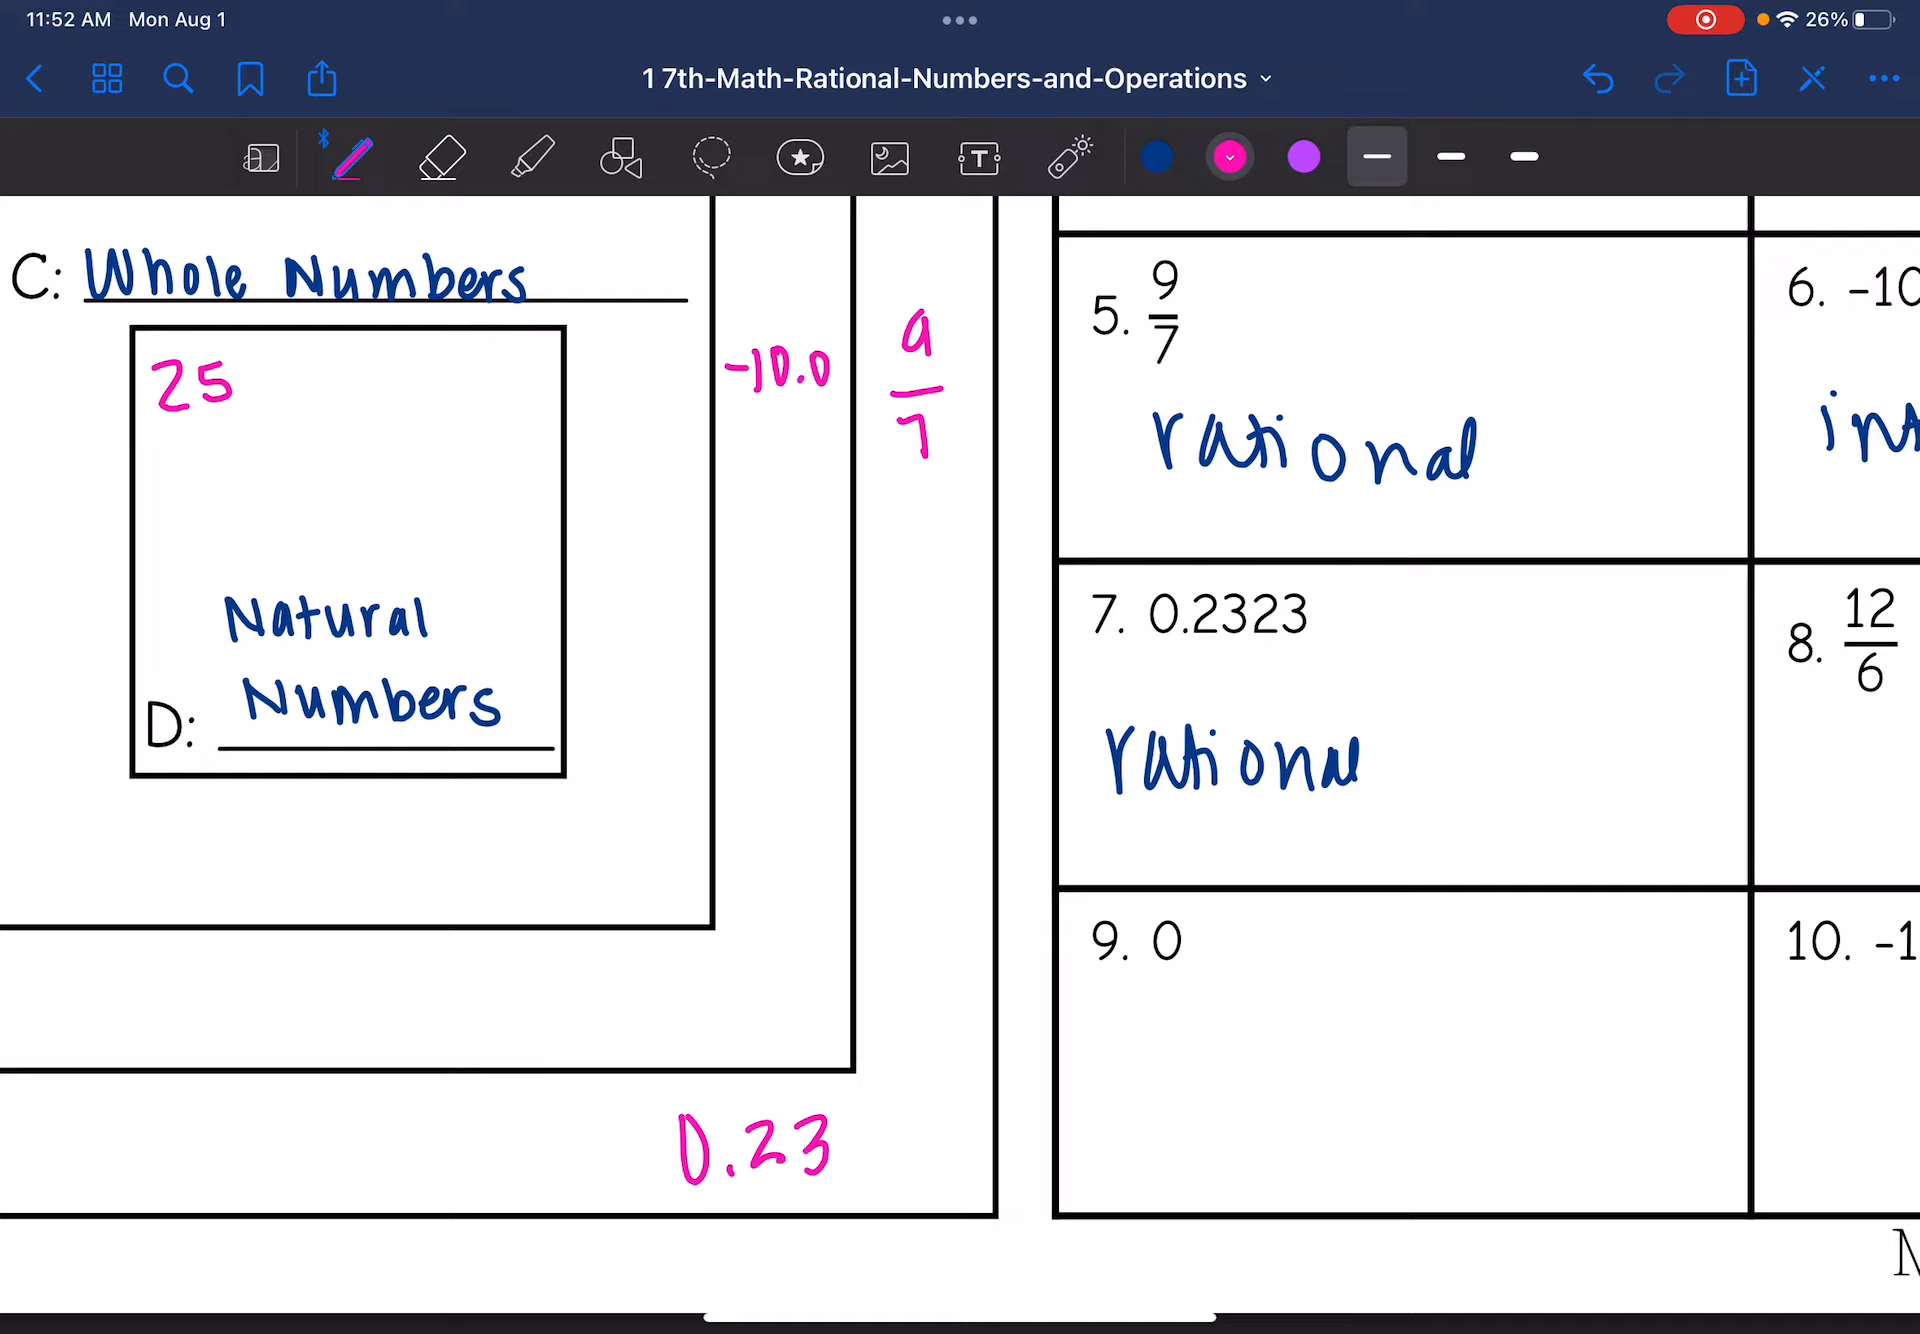 11:52 AM Mon Aug 1
26%
1 7th-Math-Rational-Numbers-and-Operations
C: Whole Numbers
25
Natural
D: Numbers
-10.0
9
7
0.23
5. 9
7
rational
6. -10
int
7. 0.2323
rational
8. 12
6
9. 0
10. -1